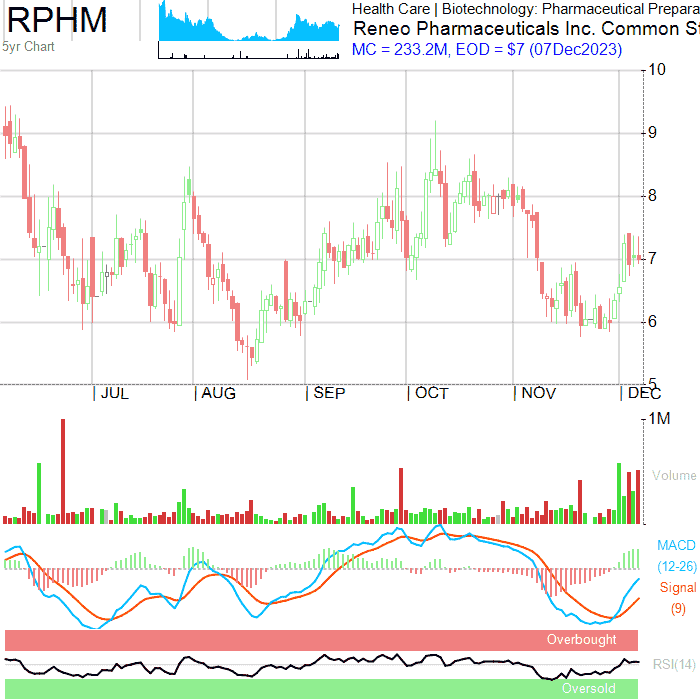 RPHM
5yr Chart
Health Care | Biotechnology: Pharmaceutical Prepara
Reneo Pharmaceuticals Inc. Common St
MC = 233.2M, EOD = $7 (07Dec2023)
10
9
8
7
6
5
JUL AUG SEP OCT NOV DEC
1M
Volume
MACD
(12-26)
Signal
(9)
Overbought
RSI(14)
Oversold